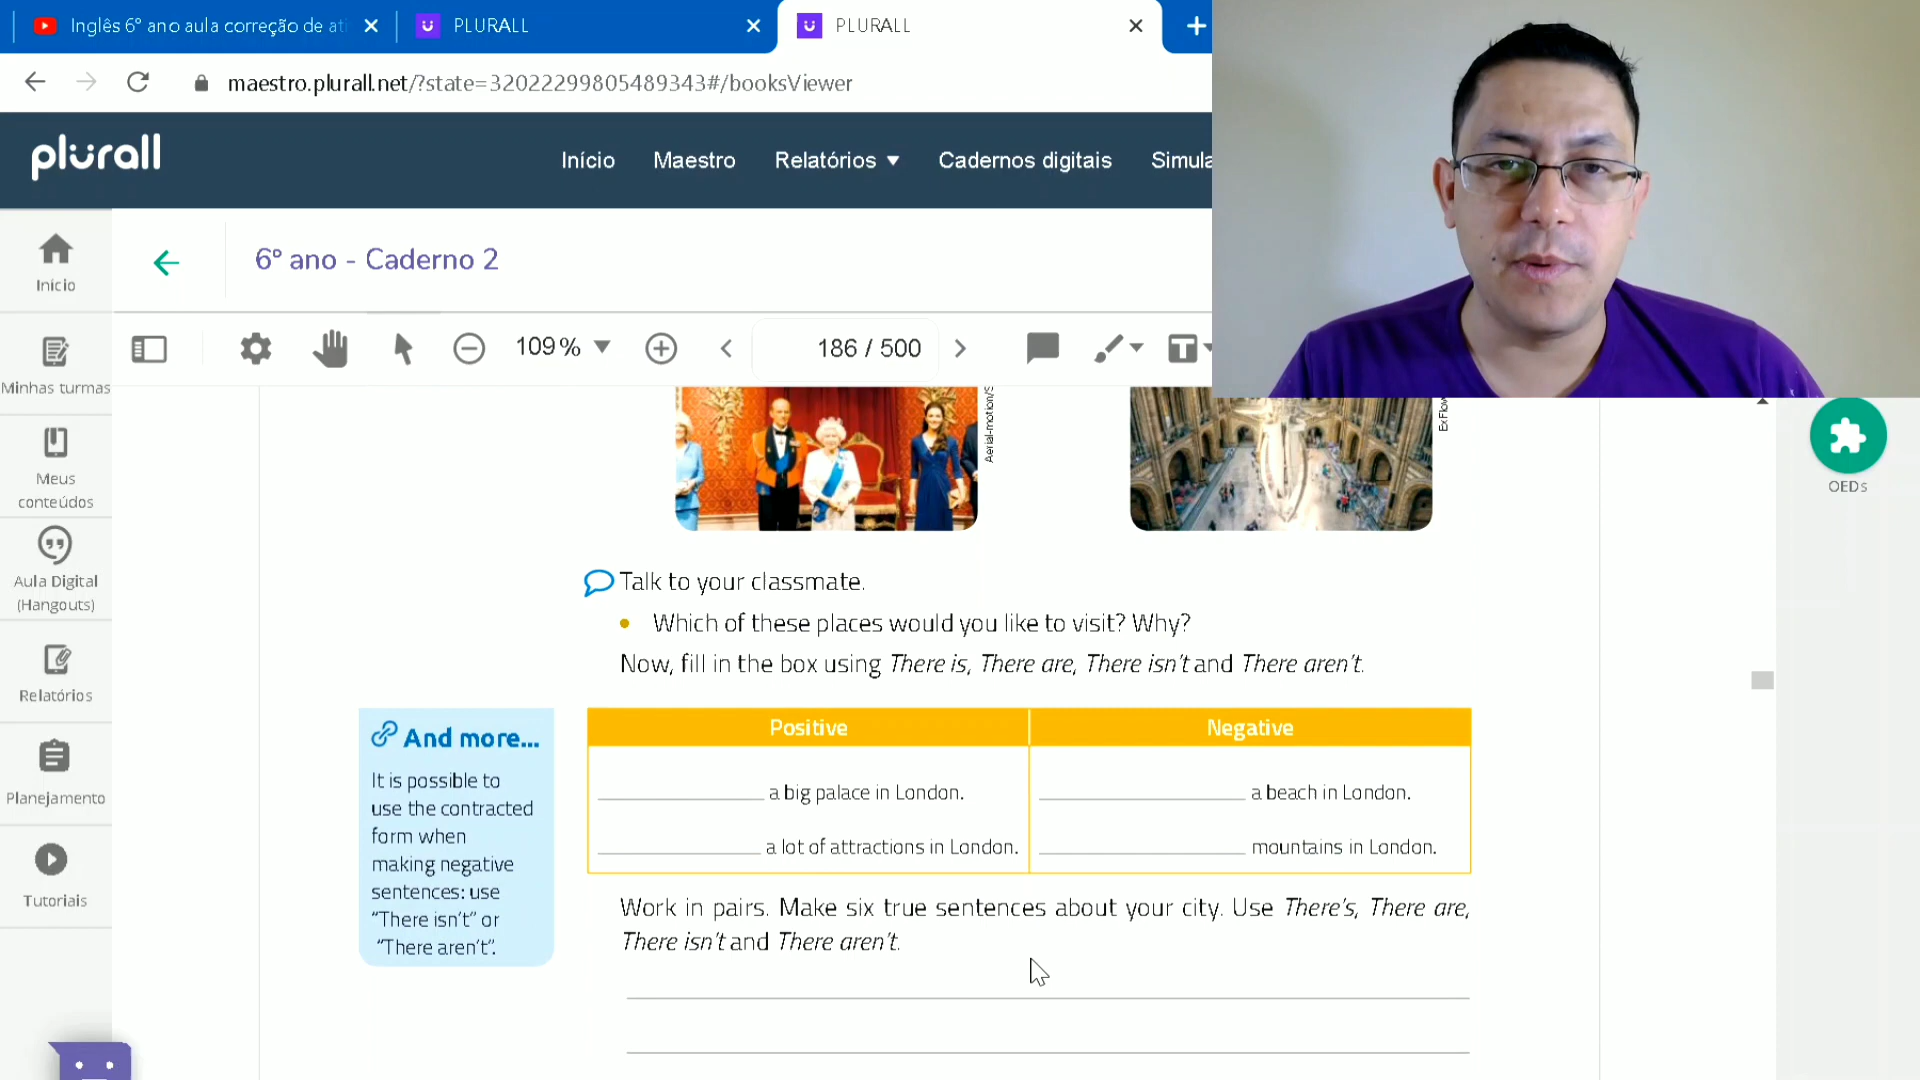 Inglês 6° ano aula correção de ati
PLURALL
PLURALL
maestro.plurall.net/?state=32022299805489343#/booksViewer
plurall
Início
Maestro
Relatórios
Cadernos digitais
Simula
6º ano - Caderno 2
109%
186 / 500
Início
Minhas turmas
Meus
conteúdos
Aula Digital
(Hangouts)
Relatórios
Planejamento
Tutoriais
OEDs
Aerial-motion/S
ExFlow
Talk to your classmate.
• Which of these places would you like to visit? Why?
Now, fill in the box using There is, There are, There isn't and There aren't.
And more...
It is possible to
use the contracted
form when
making negative
sentences: use
“There isn't” or
“There aren't”.
Positive
Negative
a big palace in London.
a beach in London.
a lot of attractions in London.
mountains in London.
Work in pairs. Make six true sentences about your city. Use There's, There are,
There isn't and There aren't.